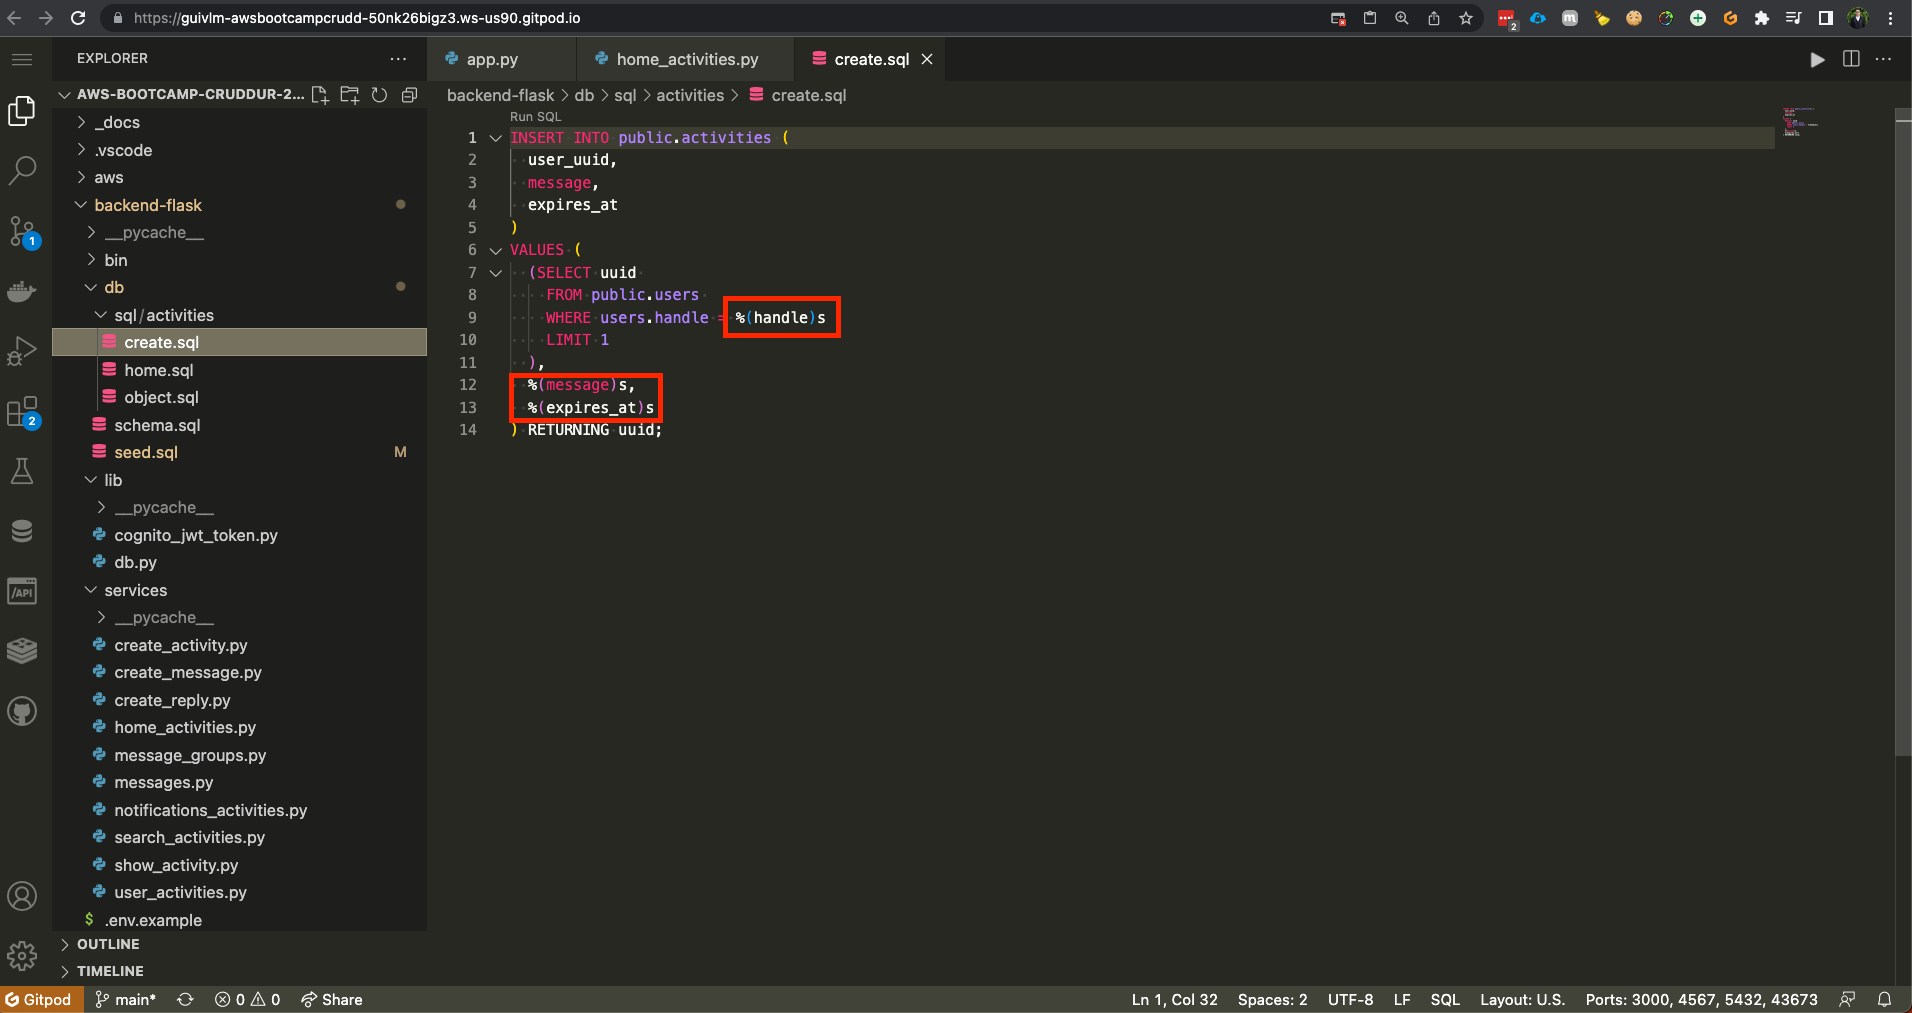 https://guivlm-awsbootcampcrudd-50nk26bigz3.ws-us90.gitpod.io
2
EXPLORER
app.py
home_activities.py
create.sql
AWS-BOOTCAMP-CRUDDUR-2...
backend-flask > db > sql > activities > create.sql
_docs
.vscode
aws
backend-flask
__pycache__
bin
db
sql/activities
create.sql
home.sql
object.sql
schema.sql
seed.sql M
lib
__pycache__
cognito_jwt_token.py
db.py
services
__pycache__
create_activity.py
create_message.py
create_reply.py
home_activities.py
message_groups.py
messages.py
notifications_activities.py
search_activities.py
show_activity.py
user_activities.py
$ .env.example
OUTLINE
TIMELINE
1
2
/API
Run SQL
1 INSERT INTO public.activities (
2 user_uuid,
3 message,
4 expires_at
5 )
6 VALUES (
7 (SELECT uuid
8 FROM public.users
9 WHERE users.handle = %(handle)s
10 LIMIT 1
11 ),
12 %(message)s,
13 %(expires_at)s
14 ) RETURNING uuid;
Gitpod main* 0 0 Share Ln 1, Col 32 Spaces: 2 UTF-8 LF SQL Layout: U.S. Ports: 3000, 4567, 5432, 43673